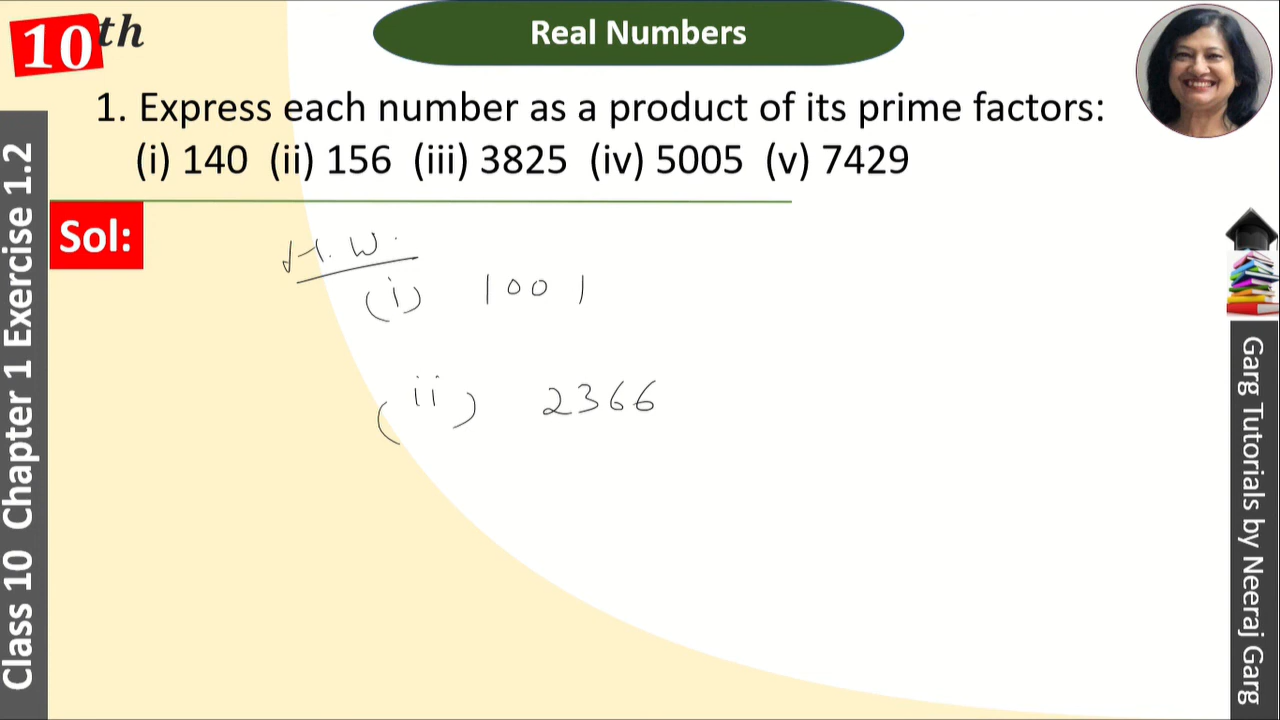 10th
Real Numbers
1. Express each number as a product of its prime factors:
(i) 140 (ii) 156 (iii) 3825 (iv) 5005 (v) 7429
Sol:
H.W.
(i) 1001
(ii) 2366
Class 10 Chapter 1 Exercise 1.2
Garg Tutorials by Neeraj Garg